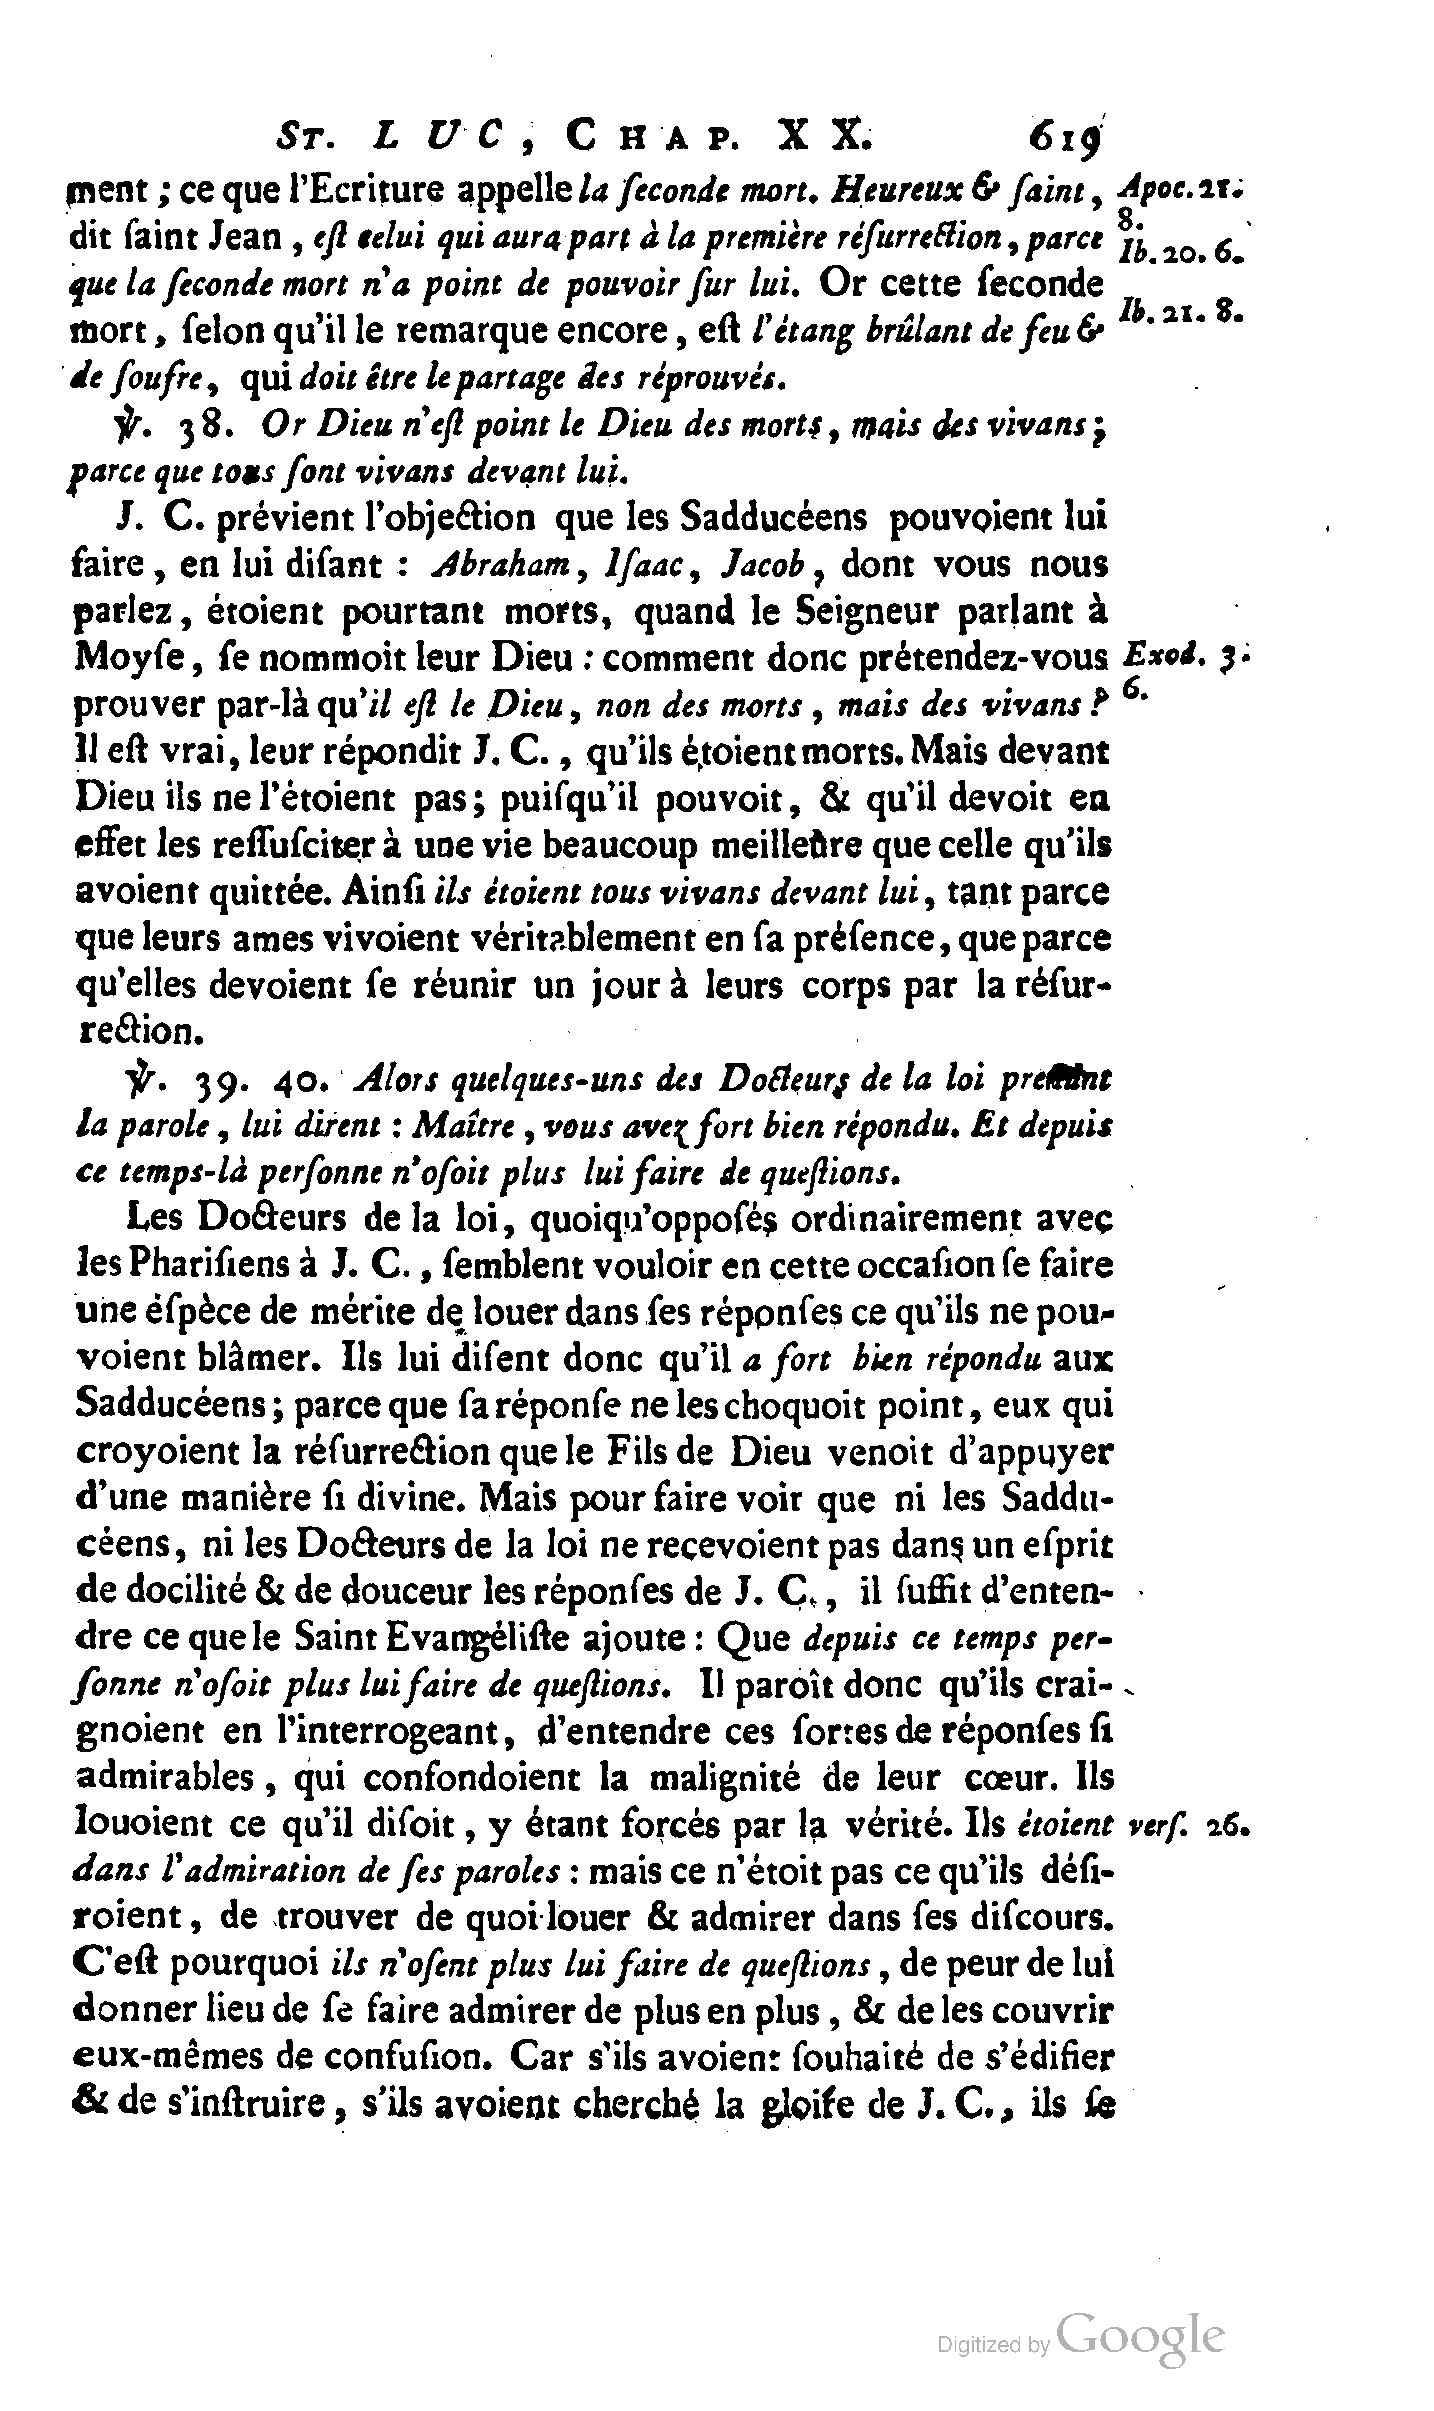 ST. LUC, CHAP. XX. 619
ment ; ce que l'Ecriture appelle la ſeconde mort. Heureux & ſaint, Apoc. 21.
8.
dit ſaint Jean, eſt celui qui aura part à la première réſurrection, parce Ib. 20. 6.
que la ſeconde mort n'a point de pouvoir ſur lui. Or cette ſeconde
mort, ſelon qu'il le remarque encore, eſt l'étang brûlant de feu & Ib. 21. 8.
de ſoufre, qui doit être le partage des réprouvés.
℣. 38. Or Dieu n'eſt point le Dieu des morts, mais des vivans ;
parce que tous ſont vivans devant lui.
J. C. prévient l'objection que les Sadducéens pouvoient lui
faire, en lui diſant : Abraham, Iſaac, Jacob, dont vous nous
parlez, étoient pourtant morts, quand le Seigneur parlant à
Moyſe, ſe nommoit leur Dieu : comment donc prétendez-vous Exod. 3.
prouver par-là qu'il eſt le Dieu, non des morts, mais des vivans ? 6.
Il eſt vrai, leur répondit J. C., qu'ils étoient morts. Mais devant
Dieu ils ne l'étoient pas ; puiſqu'il pouvoit, & qu'il devoit en
effet les reſſuſciter à une vie beaucoup meilleure que celle qu'ils
avoient quittée. Ainſi ils étoient tous vivans devant lui, tant parce
que leurs ames vivoient véritablement en ſa préſence, que parce
qu'elles devoient ſe réunir un jour à leurs corps par la réſur-
rection.
℣. 39. 40. Alors quelques-uns des Docteurs de la loi
la parole, lui dirent : Maître, vous avez fort bien répondu. Et depuis
ce temps-là perſonne n'oſoit plus lui faire de queſtions.
Les Docteurs de la loi, quoiqu'oppoſés ordinairement avec
les Phariſiens à J. C., ſemblent vouloir en cette occaſion ſe faire
une éſpèce de mérite de louer dans ſes réponſes ce qu'ils ne pou-
voient blâmer. Ils lui diſent donc qu'il a fort bien répondu aux
Sadducéens ; parce que ſa réponſe ne les choquoit point, eux qui
croyoient la réſurrection que le Fils de Dieu venoit d'appuyer
d'une manière ſi divine. Mais pour faire voir que ni les Saddu-
céens, ni les Docteurs de la loi ne recevoient pas dans un eſprit
de docilité & de douceur les réponſes de J. C., il ſuffit d'enten-
dre ce que le Saint Evangéliſte ajoute : Que depuis ce temps per-
ſonne n'oſoit plus lui faire de queſtions. Il paroît donc qu'ils crai-
gnoient en l'interrogeant, d'entendre ces ſortes de réponſes ſi
admirables, qui confondoient la malignité de leur cœur. Ils
louoient ce qu'il diſoit, y étant forcés par la vérité. Ils étoient verſ. 26.
dans l'admiration de ſes paroles : mais ce n'étoit pas ce qu'ils déſi-
roient, de trouver de quoi louer & admirer dans ſes diſcours.
C'eſt pourquoi ils n'oſent plus lui faire de queſtions, de peur de lui
donner lieu de ſe faire admirer de plus en plus, & de les couvrir
eux-mêmes de confuſion. Car s'ils avoient ſouhaité de s'édifier
& de s'inſtruire, s'ils avoient cherché la gloire de J. C., ils ſe
Digitized by Google